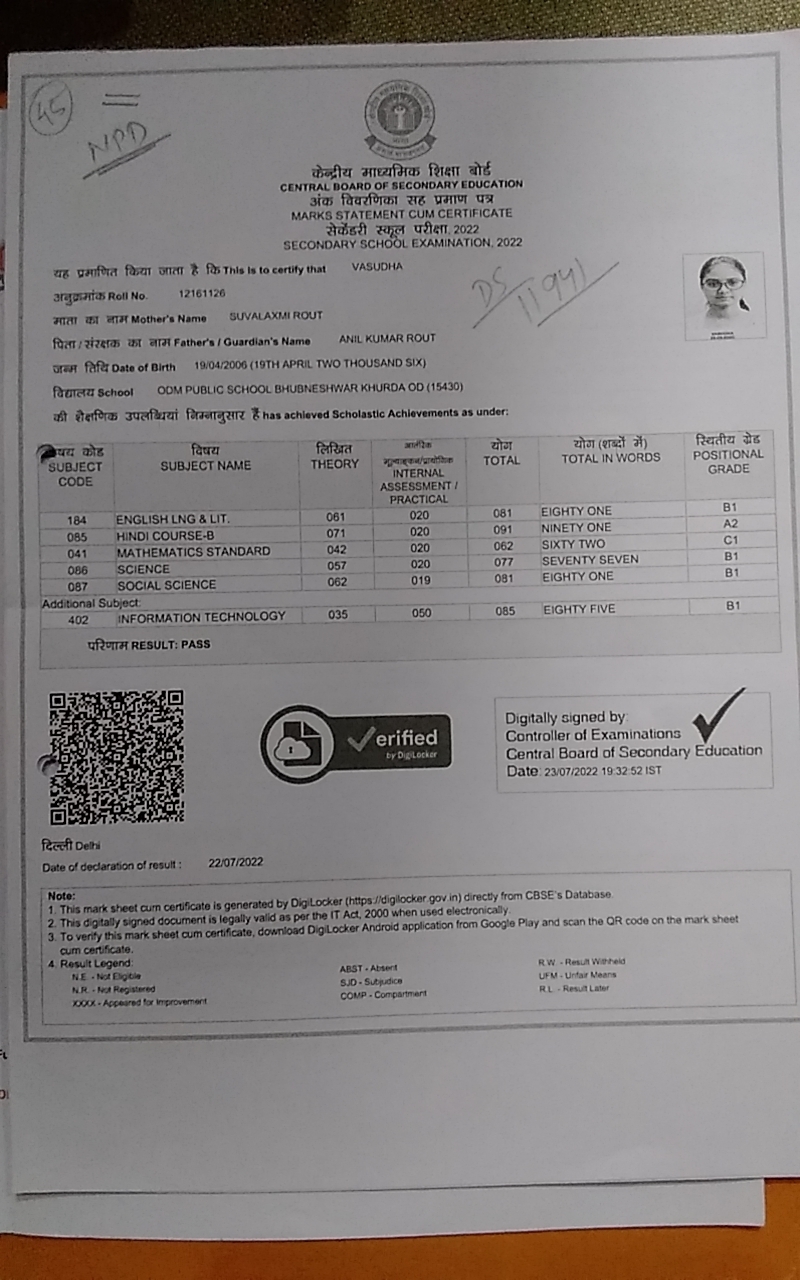 45
NPD
केन्द्रीय माध्यमिक शिक्षा बोर्ड
CENTRAL BOARD OF SECONDARY EDUCATION
अंक विवरणिका सह प्रमाण पत्र
MARKS STATEMENT CUM CERTIFICATE
सेकेंडरी स्कूल परीक्षा, 2022
SECONDARY SCHOOL EXAMINATION, 2022
यह प्रमाणित किया जाता है कि This is to certify that VASUDHA
अनुक्रमांक Roll No. 12161126
DS 11941
माता का नाम Mother's Name SUVALAXMI ROUT
पिता / संरक्षक का नाम Father's / Guardian's Name ANIL KUMAR ROUT
जन्म तिथि Date of Birth 19/04/2006 (19TH APRIL TWO THOUSAND SIX)
विद्यालय School ODM PUBLIC SCHOOL BHUBNESHWAR KHURDA OD (15430)
की शैक्षणिक उपलब्धियां निम्नानुसार हैं has achieved Scholastic Achievements as under:
षय कोड SUBJECT CODE विषय SUBJECT NAME लिखित THEORY आतंरिक मूल्याङ्कन/प्रायोगिक INTERNAL ASSESSMENT / PRACTICAL योग TOTAL योग (शब्दों में) TOTAL IN WORDS स्थितीय ग्रेड POSITIONAL GRADE
184 ENGLISH LNG & LIT. 061 020 081 EIGHTY ONE B1
085 HINDI COURSE-B 071 020 091 NINETY ONE A2
041 MATHEMATICS STANDARD 042 020 062 SIXTY TWO C1
086 SCIENCE 057 020 077 SEVENTY SEVEN B1
087 SOCIAL SCIENCE 062 019 081 EIGHTY ONE B1
Additional Subject:
402 INFORMATION TECHNOLOGY 035 050 085 EIGHTY FIVE B1
परिणाम RESULT: PASS
Verified
by DigiLocker
Digitally signed by:
Controller of Examinations
Central Board of Secondary Education
Date: 23/07/2022 19:32:52 IST
दिल्ली Delhi
Date of declaration of result : 22/07/2022
Note:
1. This mark sheet cum certificate is generated by DigiLocker (https://digilocker.gov.in) directly from CBSE's Database.
2. This digitally signed document is legally valid as per the IT Act, 2000 when used electronically.
3. To verify this mark sheet cum certificate, download DigiLocker Android application from Google Play and scan the QR code on the mark sheet
cum certificate.
4. Result Legend:
N.E. - Not Eligible ABST - Absent R.W. - Result Withheld
N.R. - Not Registered SJD - Subjudice UFM - Unfair Means
XXXX - Appeared for Improvement COMP - Compartment R.L. - Result Later